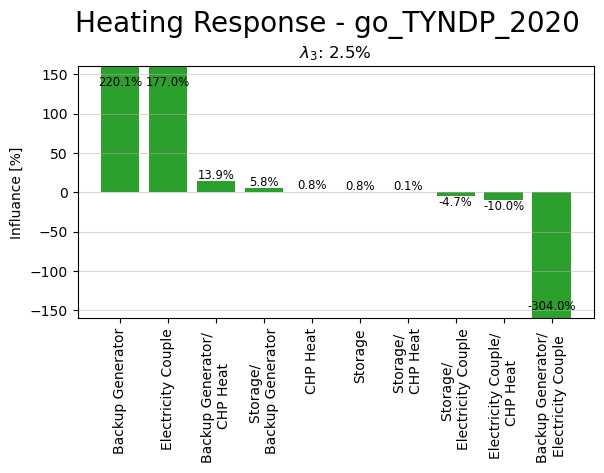 Heating Response - go_TYNDP_2020
λ3: 2.5%
Influance [%]
150
100
50
0
−50
−100
−150
220.1%
177.0%
13.9%
5.8%
0.8%
0.8%
0.1%
-4.7%
-10.0%
-304.0%
Backup Generator
Electricity Couple
Backup Generator/
CHP Heat
Storage/
Backup Generator
CHP Heat
Storage
Storage/
CHP Heat
Storage/
Electricity Couple
Electricity Couple/
CHP Heat
Backup Generator/
Electricity Couple